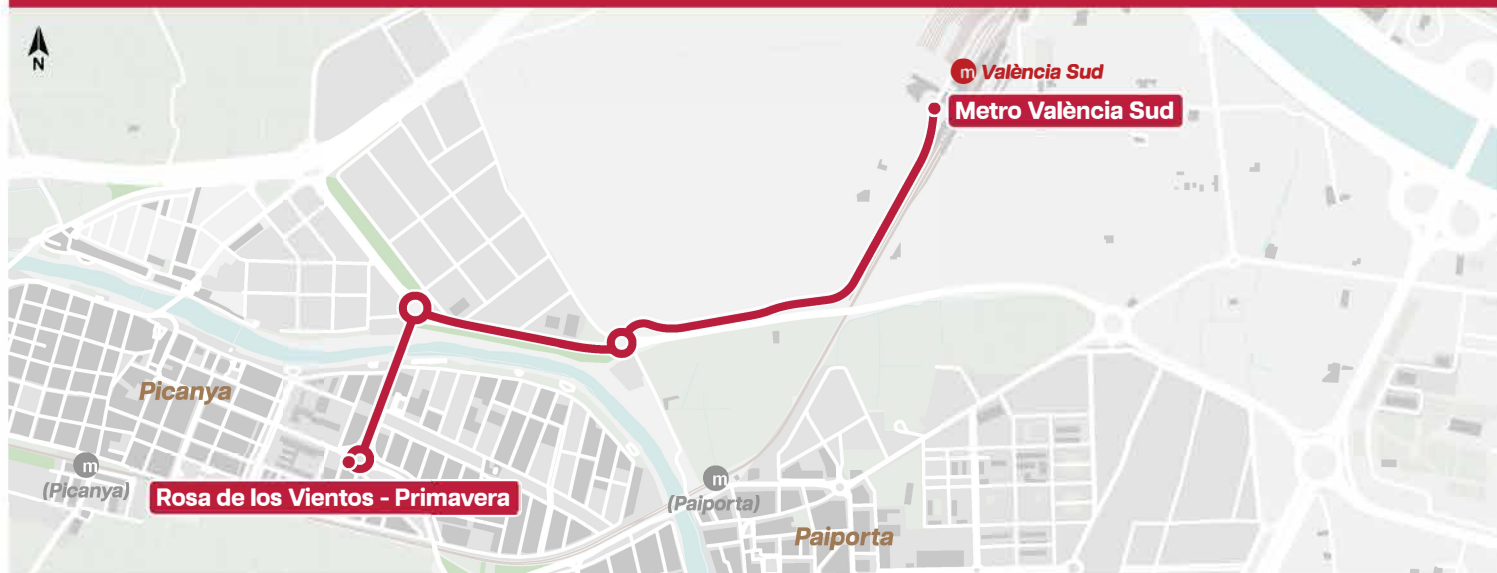 N
m València Sud
Metro València Sud
Picanya
m
(Picanya)
Rosa de los Vientos - Primavera
m
(Paiporta)
Paiporta